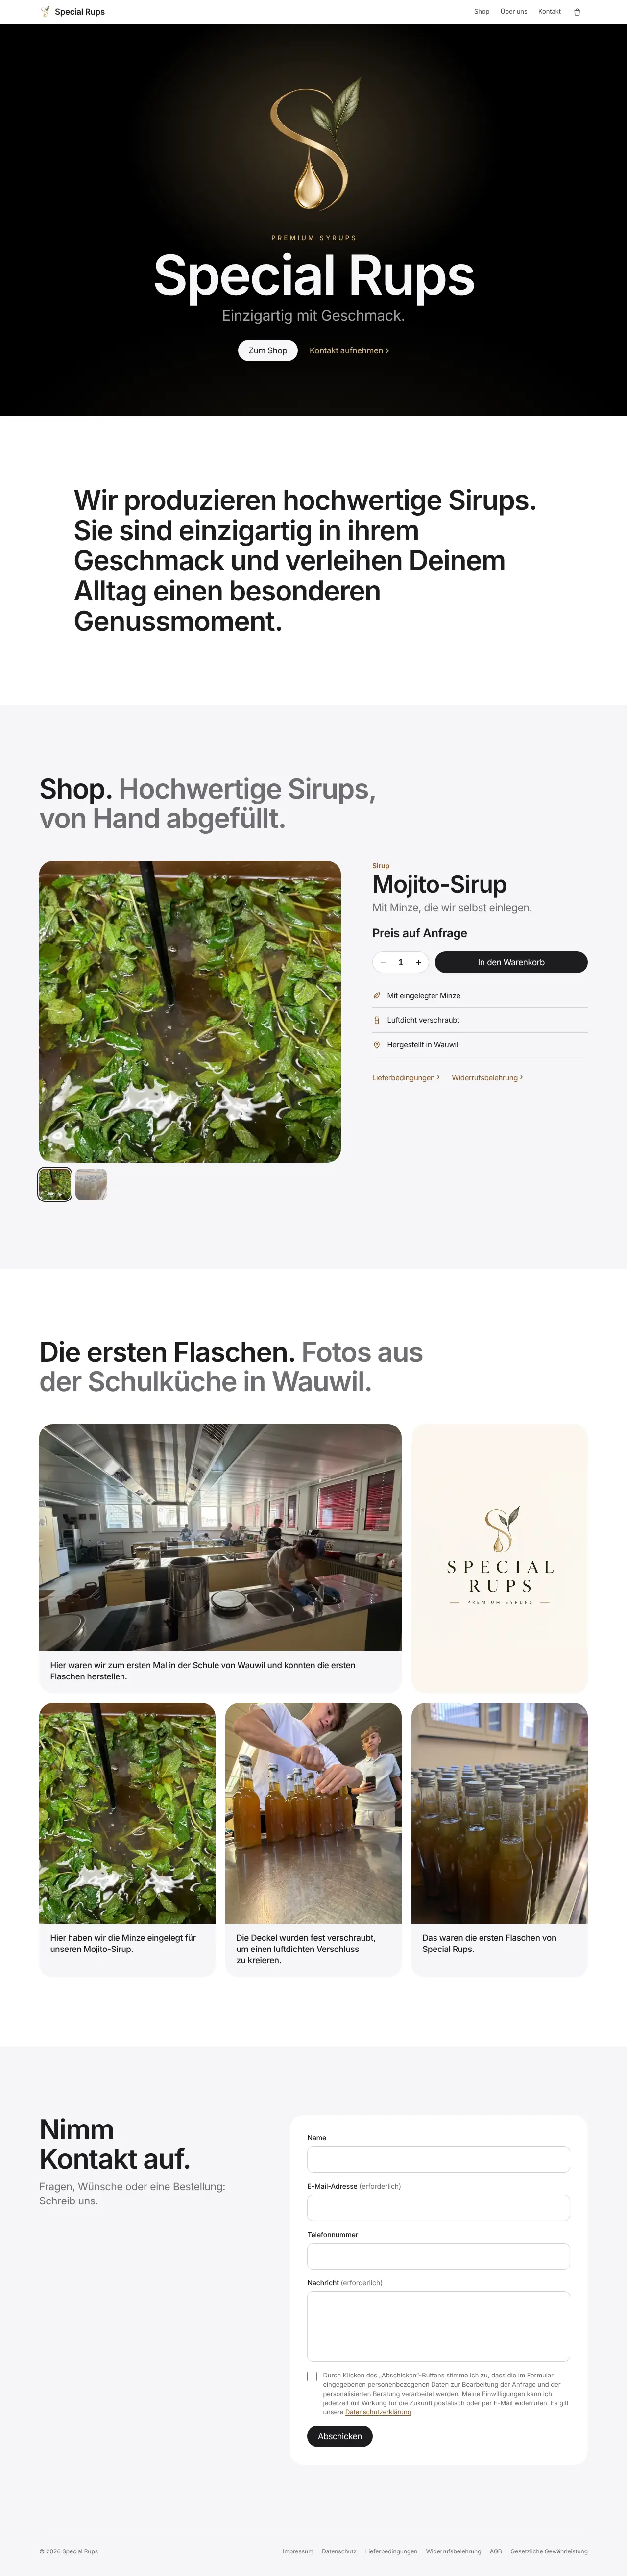 Special Rups
Shop
Über uns
Kontakt
PREMIUM SYRUPS
Special Rups
Einzigartig mit Geschmack.
Zum Shop
Kontakt aufnehmen
Wir produzieren hochwertige Sirups.
Sie sind einzigartig in ihrem
Geschmack und verleihen Deinem
Alltag einen besonderen
Genussmoment.
Shop. Hochwertige Sirups,
von Hand abgefüllt.
Sirup
Mojito-Sirup
Mit Minze, die wir selbst einlegen.
Preis auf Anfrage
− 1 +
In den Warenkorb
Mit eingelegter Minze
Luftdicht verschraubt
Hergestellt in Wauwil
Lieferbedingungen
Widerrufsbelehrung
Die ersten Flaschen. Fotos aus
der Schulküche in Wauwil.
SPECIAL
RUPS
PREMIUM SYRUPS
Hier waren wir zum ersten Mal in der Schule von Wauwil und konnten die ersten
Flaschen herstellen.
Hier haben wir die Minze eingelegt für
unseren Mojito-Sirup.
Die Deckel wurden fest verschraubt,
um einen luftdichten Verschluss
zu kreieren.
Das waren die ersten Flaschen von
Special Rups.
Nimm
Kontakt auf.
Fragen, Wünsche oder eine Bestellung:
Schreib uns.
Name
E-Mail-Adresse (erforderlich)
Telefonnummer
Nachricht (erforderlich)
Durch Klicken des „Abschicken"-Buttons stimme ich zu, dass die im Formular
eingegebenen personenbezogenen Daten zur Bearbeitung der Anfrage und der
personalisierten Beratung verarbeitet werden. Meine Einwilligungen kann ich
jederzeit mit Wirkung für die Zukunft postalisch oder per E-Mail widerrufen. Es gilt
unsere Datenschutzerklärung.
Abschicken
© 2026 Special Rups
Impressum
Datenschutz
Lieferbedingungen
Widerrufsbelehrung
AGB
Gesetzliche Gewährleistung